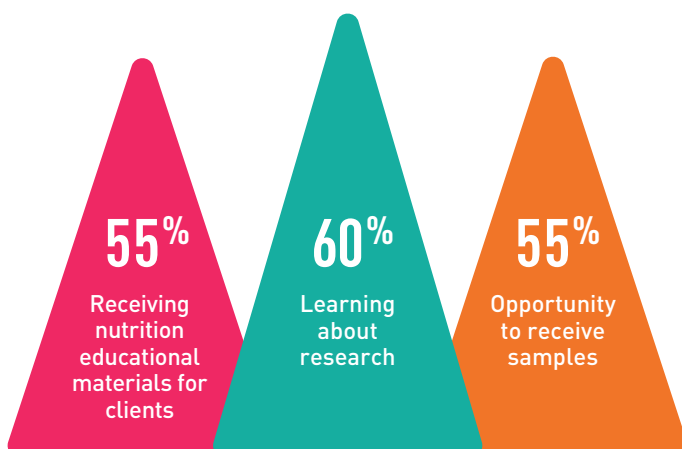 55%
Receiving
nutrition
educational
materials for
clients
60%
Learning
about
research
55%
Opportunity
to receive
samples